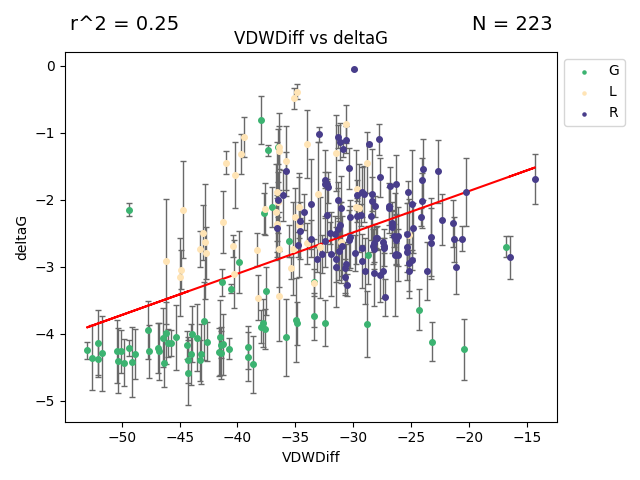 r^2 = 0.25
N = 223
VDWDiff vs deltaG
G
L
R
0
−1
−2
−3
−4
−5
deltaG
−50
−45
−40
−35
−30
−25
−20
−15
VDWDiff